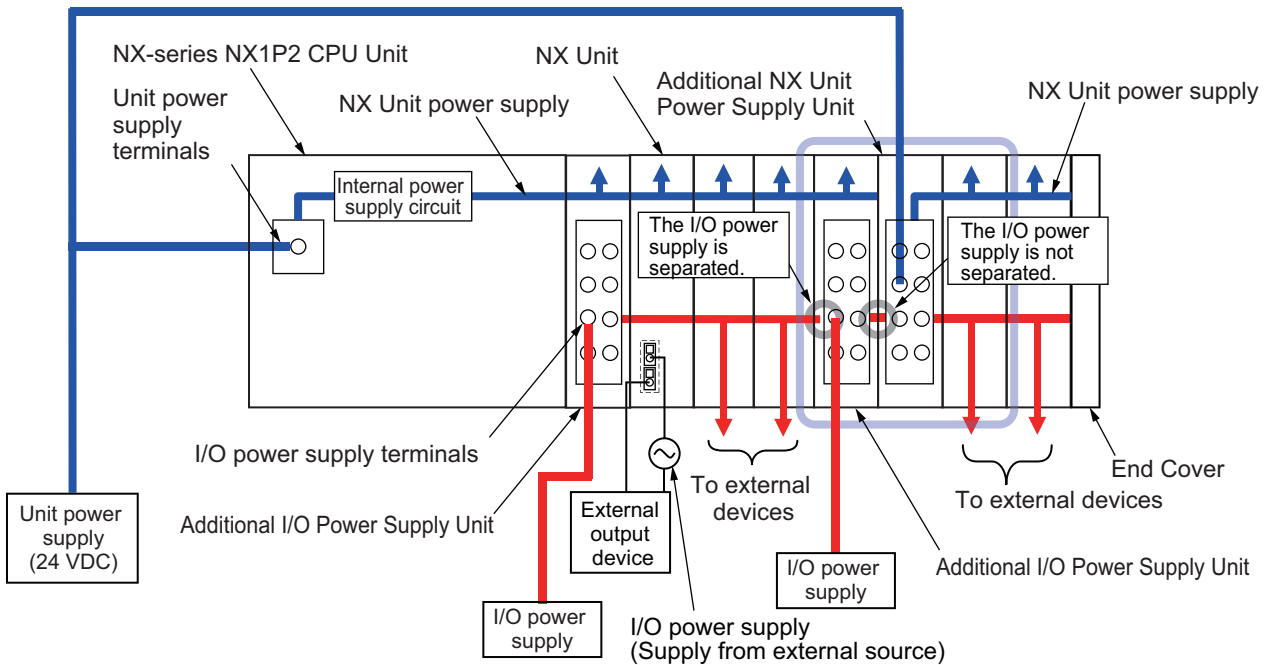 NX-series NX1P2 CPU Unit
Unit power
supply
terminals
NX Unit power supply
NX Unit
Additional NX Unit
Power Supply Unit
NX Unit power supply
Internal power
supply circuit
The I/O power
supply is
separated.
The I/O power
supply is not
separated.
I/O power supply terminals
Additional I/O Power Supply Unit
Unit power
supply
(24 VDC)
External
output
device
To external
devices
To external devices
End Cover
I/O power
supply
I/O power
supply
Additional I/O Power Supply Unit
I/O power supply
(Supply from external source)